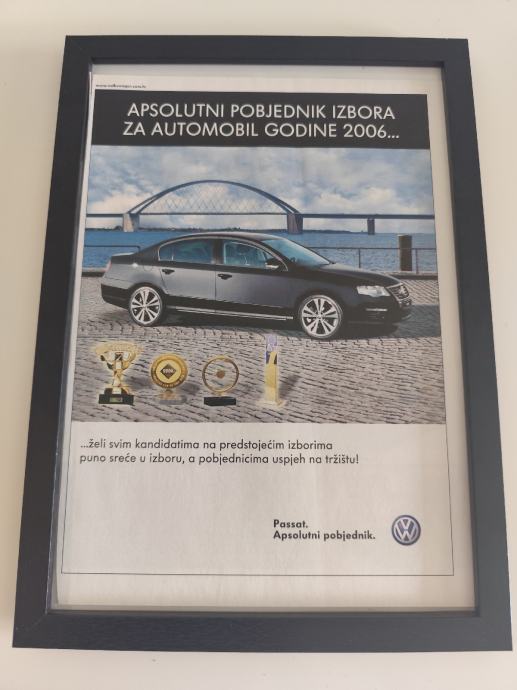 www.volkswagen.com.hr
APSOLUTNI POBJEDNIK IZBORA
ZA AUTOMOBIL GODINE 2006...
...želi svim kandidatima na predstojećim izborima
puno sreće u izboru, a pobjednicima uspjeh na tržištu!
Passat.
Apsolutni pobjednik.